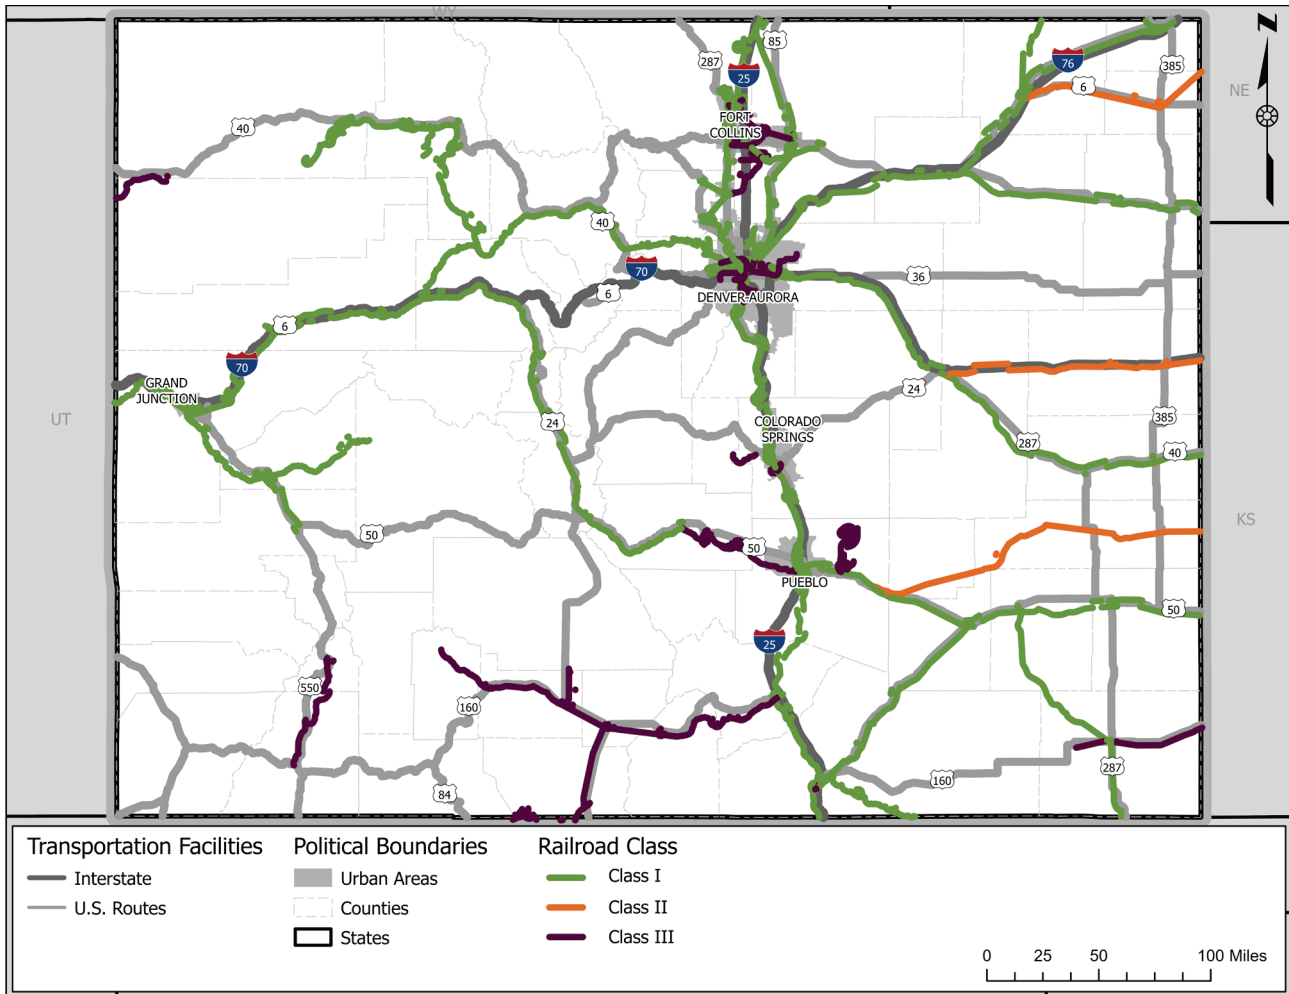 WY
85
287
25
76
385
N
6
NE
FORT
COLLINS
40
40
70
36
6
DENVER-AURORA
6
70
GRAND
JUNCTION
24
UT
24
385
COLORADO
SPRINGS
287
40
KS
50
50
PUEBLO
50
25
550
160
287
160
84
Transportation Facilities
Interstate
U.S. Routes
Political Boundaries
Urban Areas
Counties
States
Railroad Class
Class I
Class II
Class III
0 25 50 100 Miles